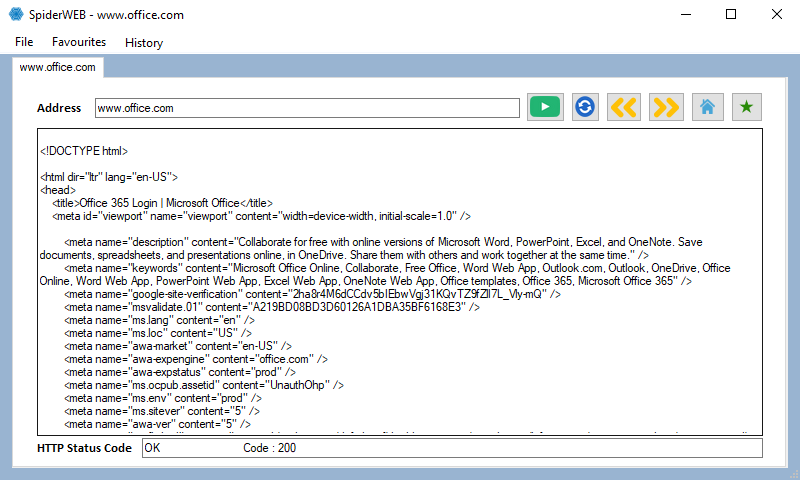 SpiderWEB - www.office.com
File Favourites History
www.office.com
Address www.office.com
<!DOCTYPE html>
<html dir="ltr" lang="en-US">
<head>
<title>Office 365 Login | Microsoft Office</title>
<meta id="viewport" name="viewport" content="width=device-width, initial-scale=1.0" />
<meta name="description" content="Collaborate for free with online versions of Microsoft Word, PowerPoint, Excel, and OneNote. Save
documents, spreadsheets, and presentations online, in OneDrive. Share them with others and work together at the same time." />
<meta name="keywords" content="Microsoft Office Online, Collaborate, Free Office, Word Web App, Outlook.com, Outlook, OneDrive, Office
Online, Word Web App, PowerPoint Web App, Excel Web App, OneNote Web App, Office templates, Office 365, Microsoft Office 365" />
<meta name="google-site-verification" content=
<meta name="msvalidate.01" content="A219BD08BD3D60126A1DBA35BF6168E3" />
<meta name="ms.lang" content="en" />
<meta name="ms.loc" content="US" />
<meta name="awa-market" content="en-US" />
<meta name="awa-expengine" content="office.com" />
<meta name="awa-expstatus" content="prod" />
<meta name="ms.ocpub.assetid" content="UnauthOhp" />
<meta name="ms.env" content="prod" />
<meta name="ms.sitever" content="5" />
<meta name="awa-ver" content="5" />
HTTP Status Code OK Code : 200